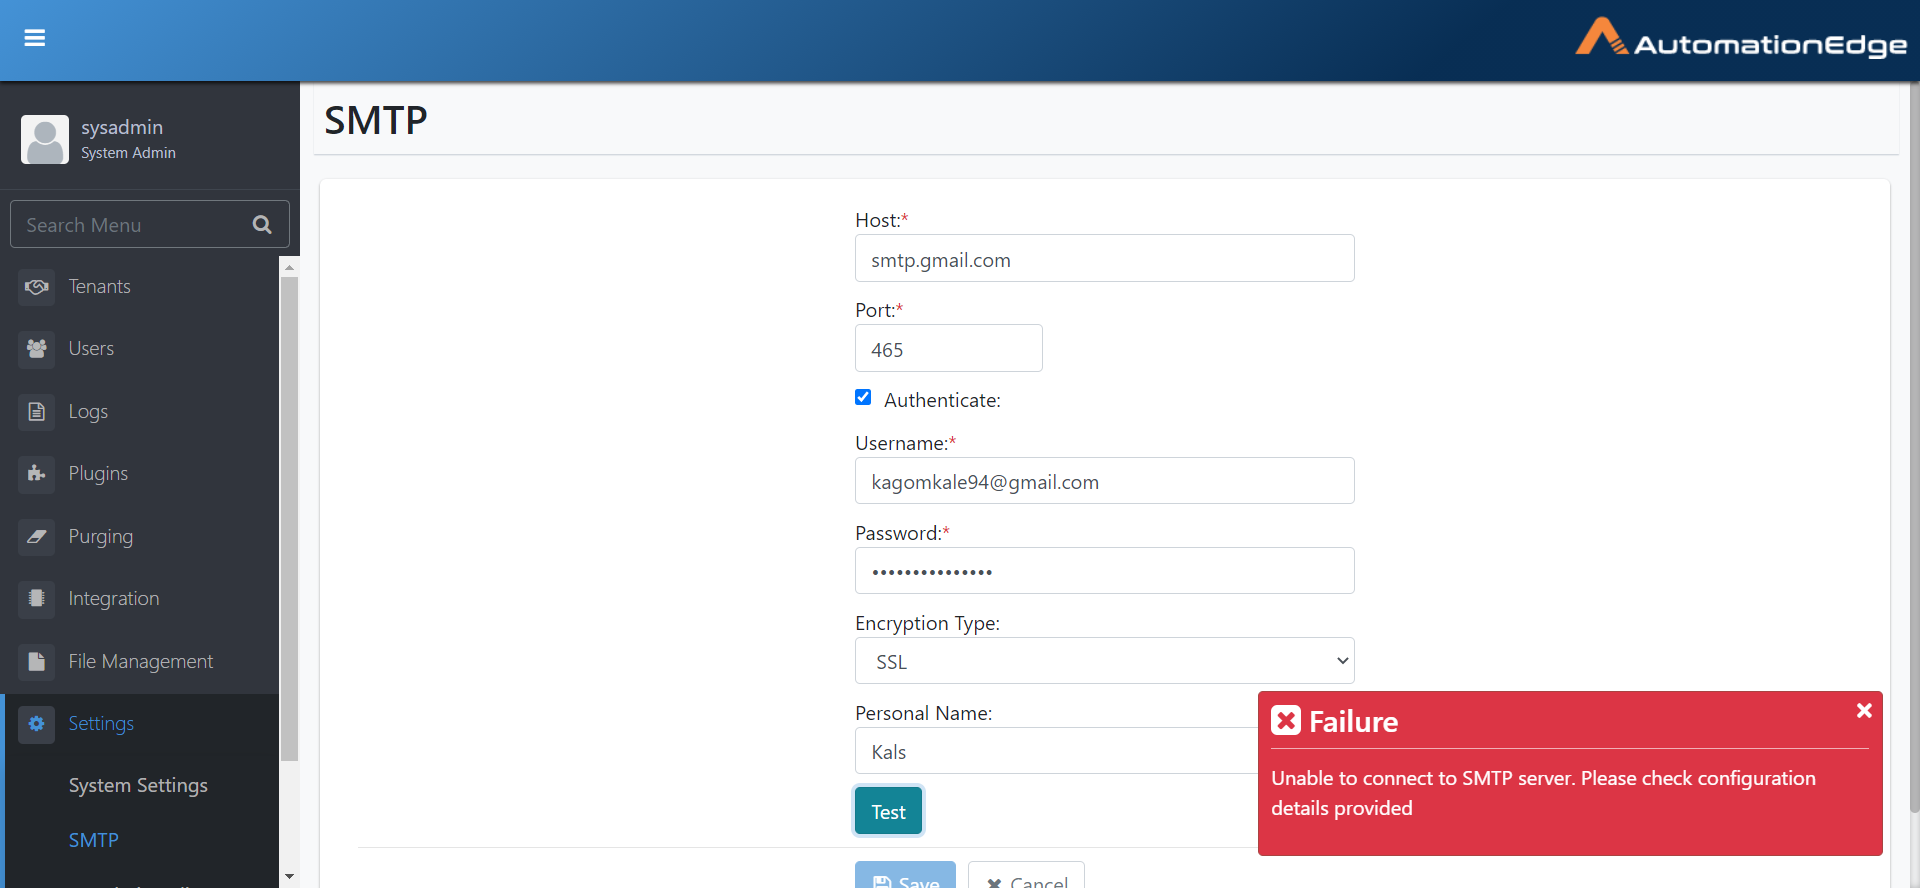 AutomationEdge
sysadmin
System Admin
Search Menu
Tenants
Users
Logs
Plugins
Purging
Integration
File Management
Settings
System Settings
SMTP
SMTP
Host:*
smtp.gmail.com
Port:*
465
Authenticate:
Username:*
kagomkale94@gmail.com
Password:*
•••••••••••••••
Encryption Type:
SSL
Personal Name:
Kals
Test
Save
Cancel
Failure
Unable to connect to SMTP server. Please check configuration
details provided